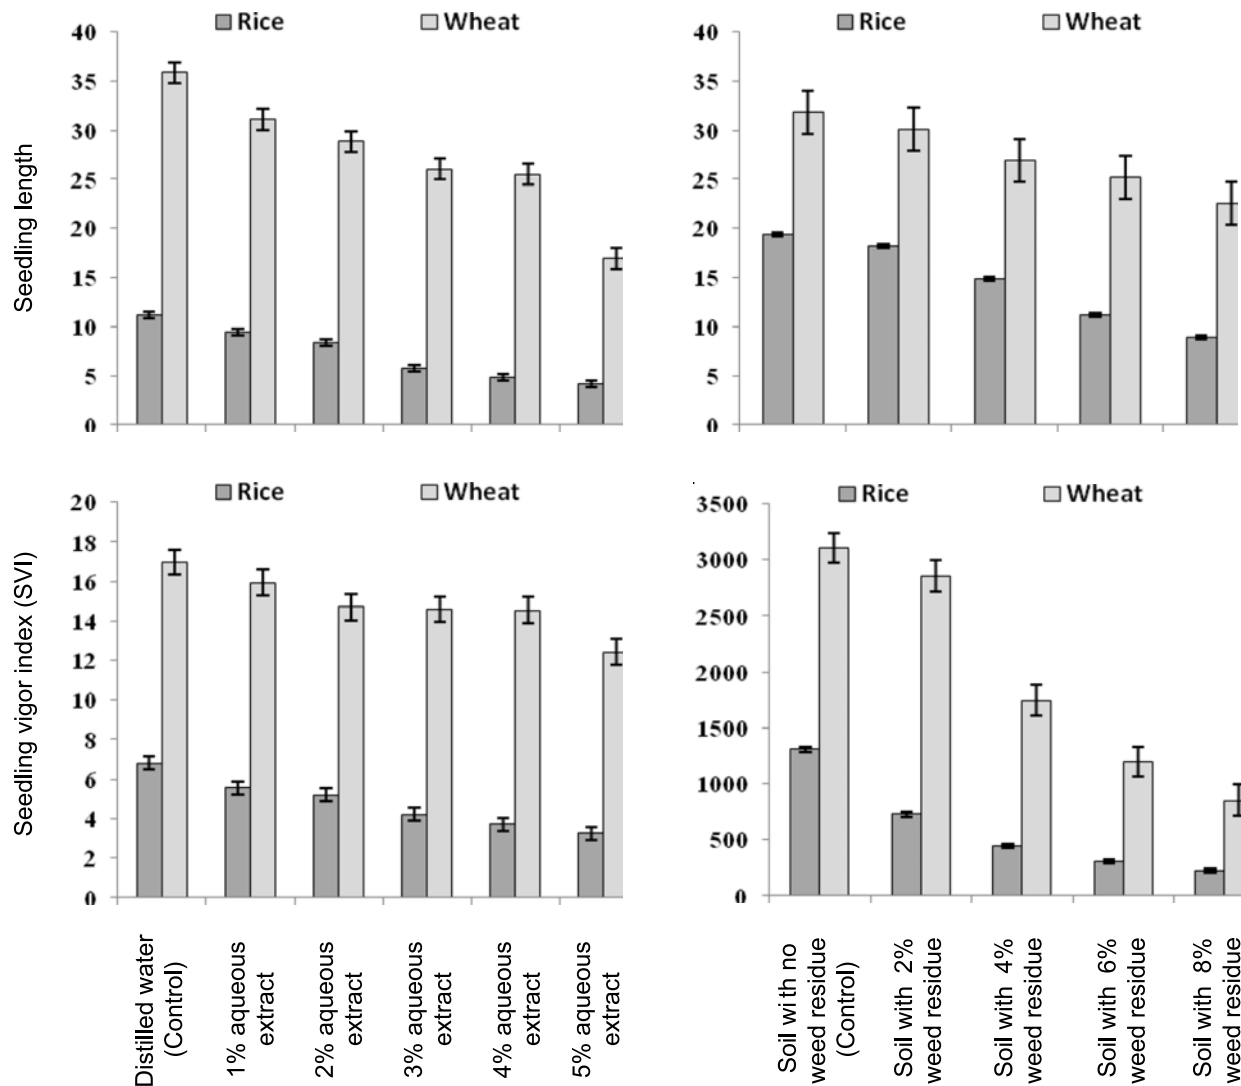 Rice Wheat
40
35
30
25
20
15
10
5
0
Seedling length
Rice Wheat
40
35
30
25
20
15
10
5
0
Rice Wheat
20
18
16
14
12
10
8
6
4
2
0
Seedling vigor index (SVI)
Rice Wheat
3500
3000
2500
2000
1500
1000
500
0
Distilled water
(Control)
1% aqueous
extract
2% aqueous
extract
3% aqueous
extract
4% aqueous
extract
5% aqueous
extract
Soil wi th no
weed residue
(Control)
Soil with 2%
weed residue
Soil with 4%
weed residue
Soil with 6%
weed residue
Soil with 8%
weed residue